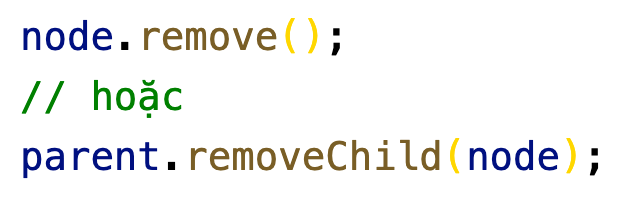 node.remove();
// hoặc
parent.removeChild(node);